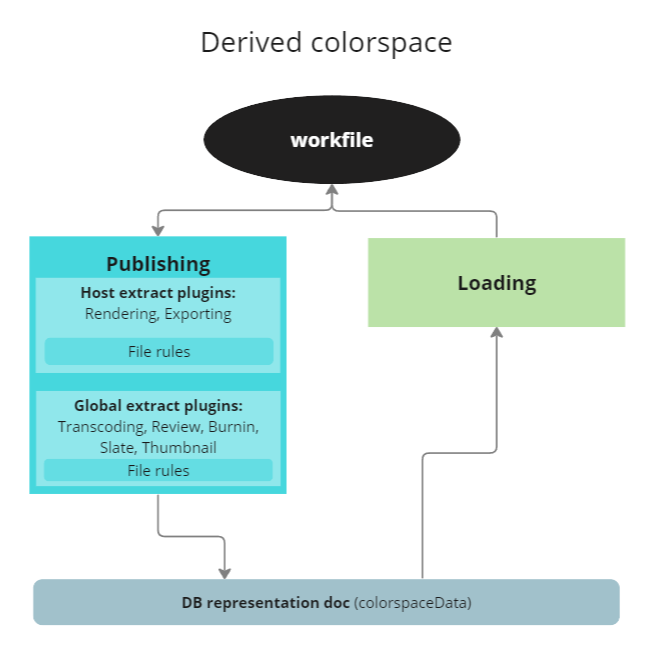 Derived colorspace
workfile
Publishing
Host extract plugins:
Rendering, Exporting
File rules
Global extract plugins:
Transcoding, Review, Burnin,
Slate, Thumbnail
File rules
Loading
DB representation doc (colorspaceData)